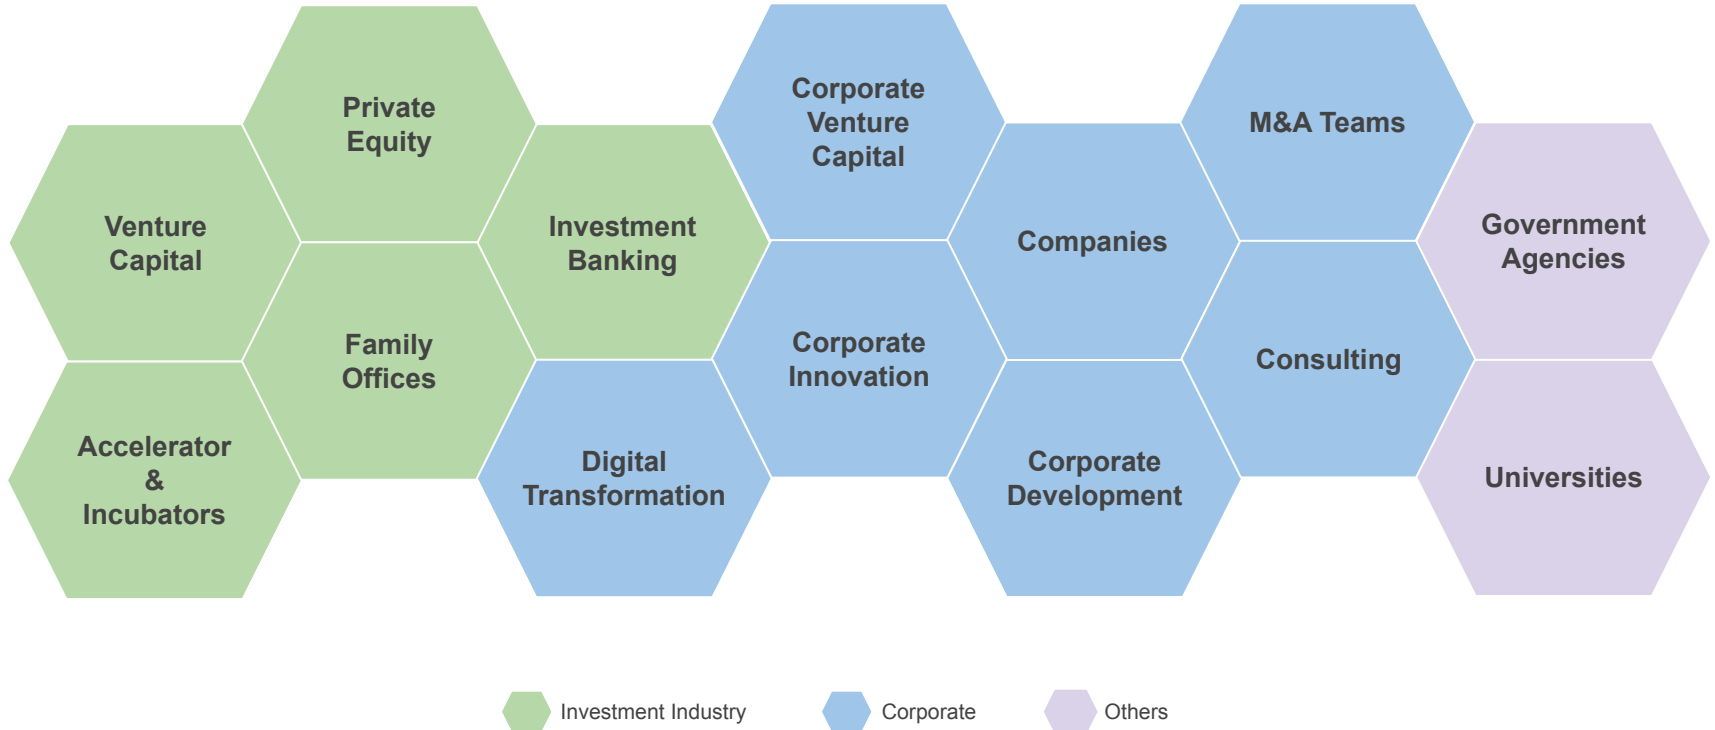 Private
Equity
Corporate
Venture
Capital
M&A Teams
Venture
Capital
Investment
Banking
Companies
Government
Agencies
Family
Offices
Corporate
Innovation
Consulting
Accelerator
&
Incubators
Digital
Transformation
Corporate
Development
Universities
Investment Industry
Corporate
Others